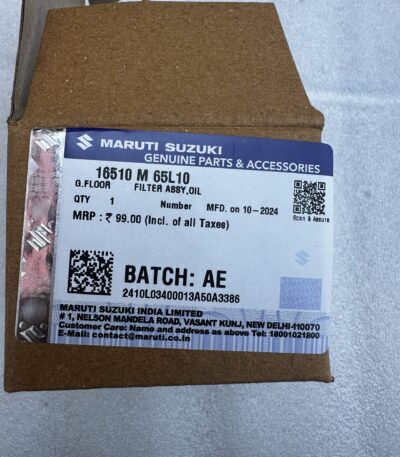 MARUTI SUZUKI
GENUINE PARTS & ACCESSORIES
16510 M 65L10
G.FLOOR FILTER ASSY,OIL
QTY 1 Number MFD. on 10-2024
MRP : ₹ 99.00 (Incl. of all Taxes)
Scan & Assure
BATCH: AE
2410L03400013A50A3386
MARUTI SUZUKI INDIA LIMITED
# 1, NELSON MANDELA ROAD, VASANT KUNJ, NEW DELHI-110070
Customer Care: Name and address as above Tel: 18001021800
E-Mail: contact@maruti.co.in